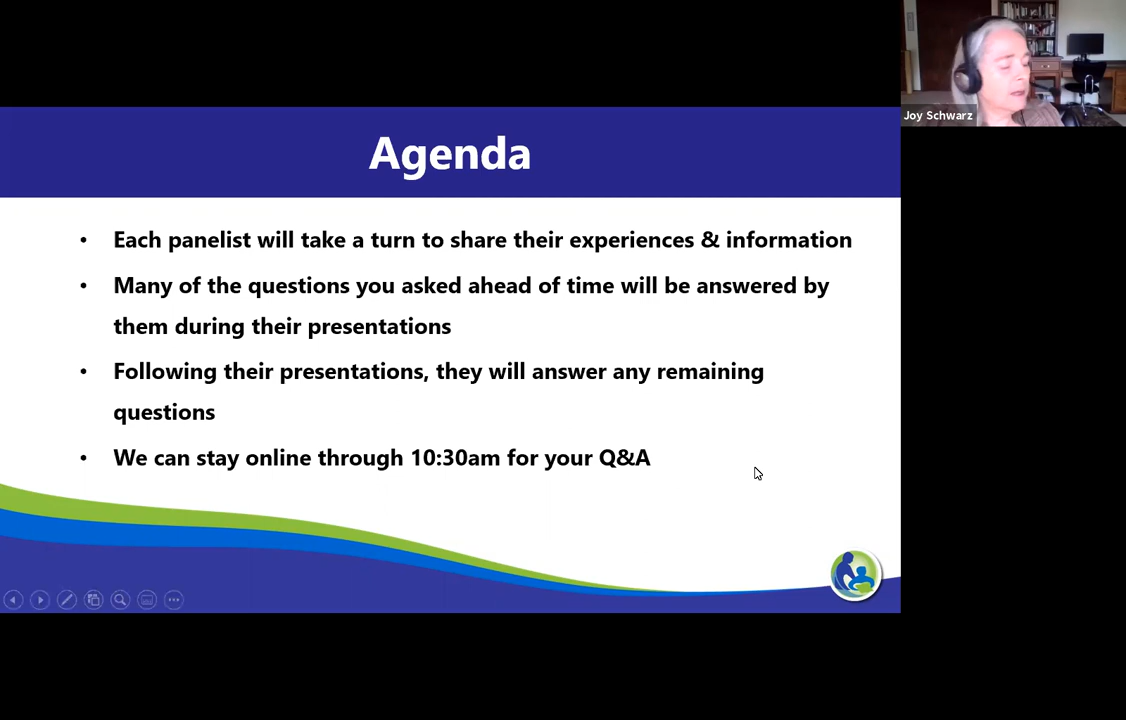 Agenda
• Each panelist will take a turn to share their experiences & information
• Many of the questions you asked ahead of time will be answered by
them during their presentations
• Following their presentations, they will answer any remaining
questions
• We can stay online through 10:30am for your Q&A
Joy Schwarz